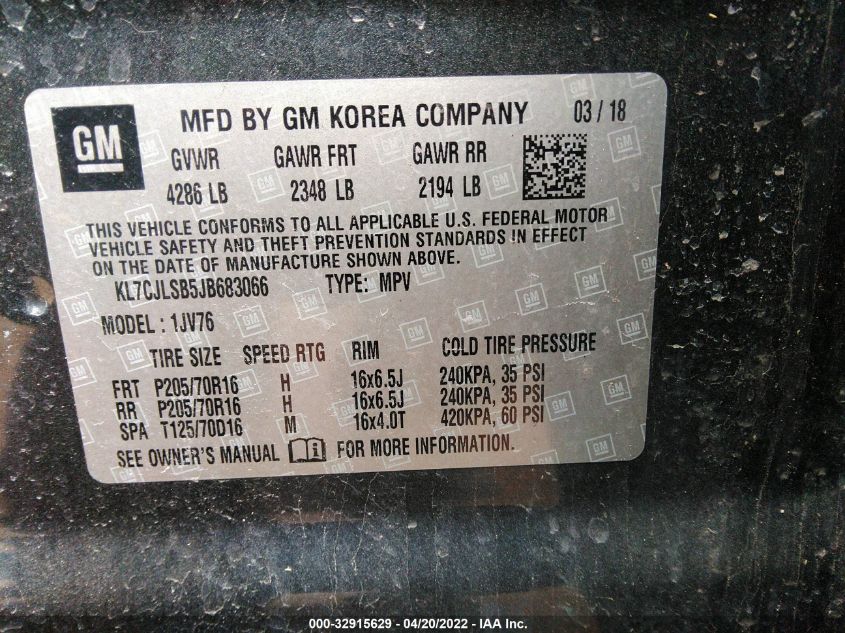 GM MFD BY GM KOREA COMPANY 03 / 18
GVWR GAWR FRT GAWR RR
4286 LB 2348 LB 2194 LB
THIS VEHICLE CONFORMS TO ALL APPLICABLE U.S. FEDERAL MOTOR
VEHICLE SAFETY AND THEFT PREVENTION STANDARDS IN EFFECT
ON THE DATE OF MANUFACTURE SHOWN ABOVE.
KL7CJLSB5JB683066 TYPE: MPV
MODEL : 1JV76
TIRE SIZE SPEED RTG RIM COLD TIRE PRESSURE
FRT P205/70R16 H 16x6.5J 240KPA, 35 PSI
RR P205/70R16 H 16x6.5J 240KPA, 35 PSI
SPA T125/70D16 M 16x4.0T 420KPA, 60 PSI
SEE OWNER'S MANUAL FOR MORE INFORMATION.
000-32915629 - 04/20/2022 - IAA Inc.